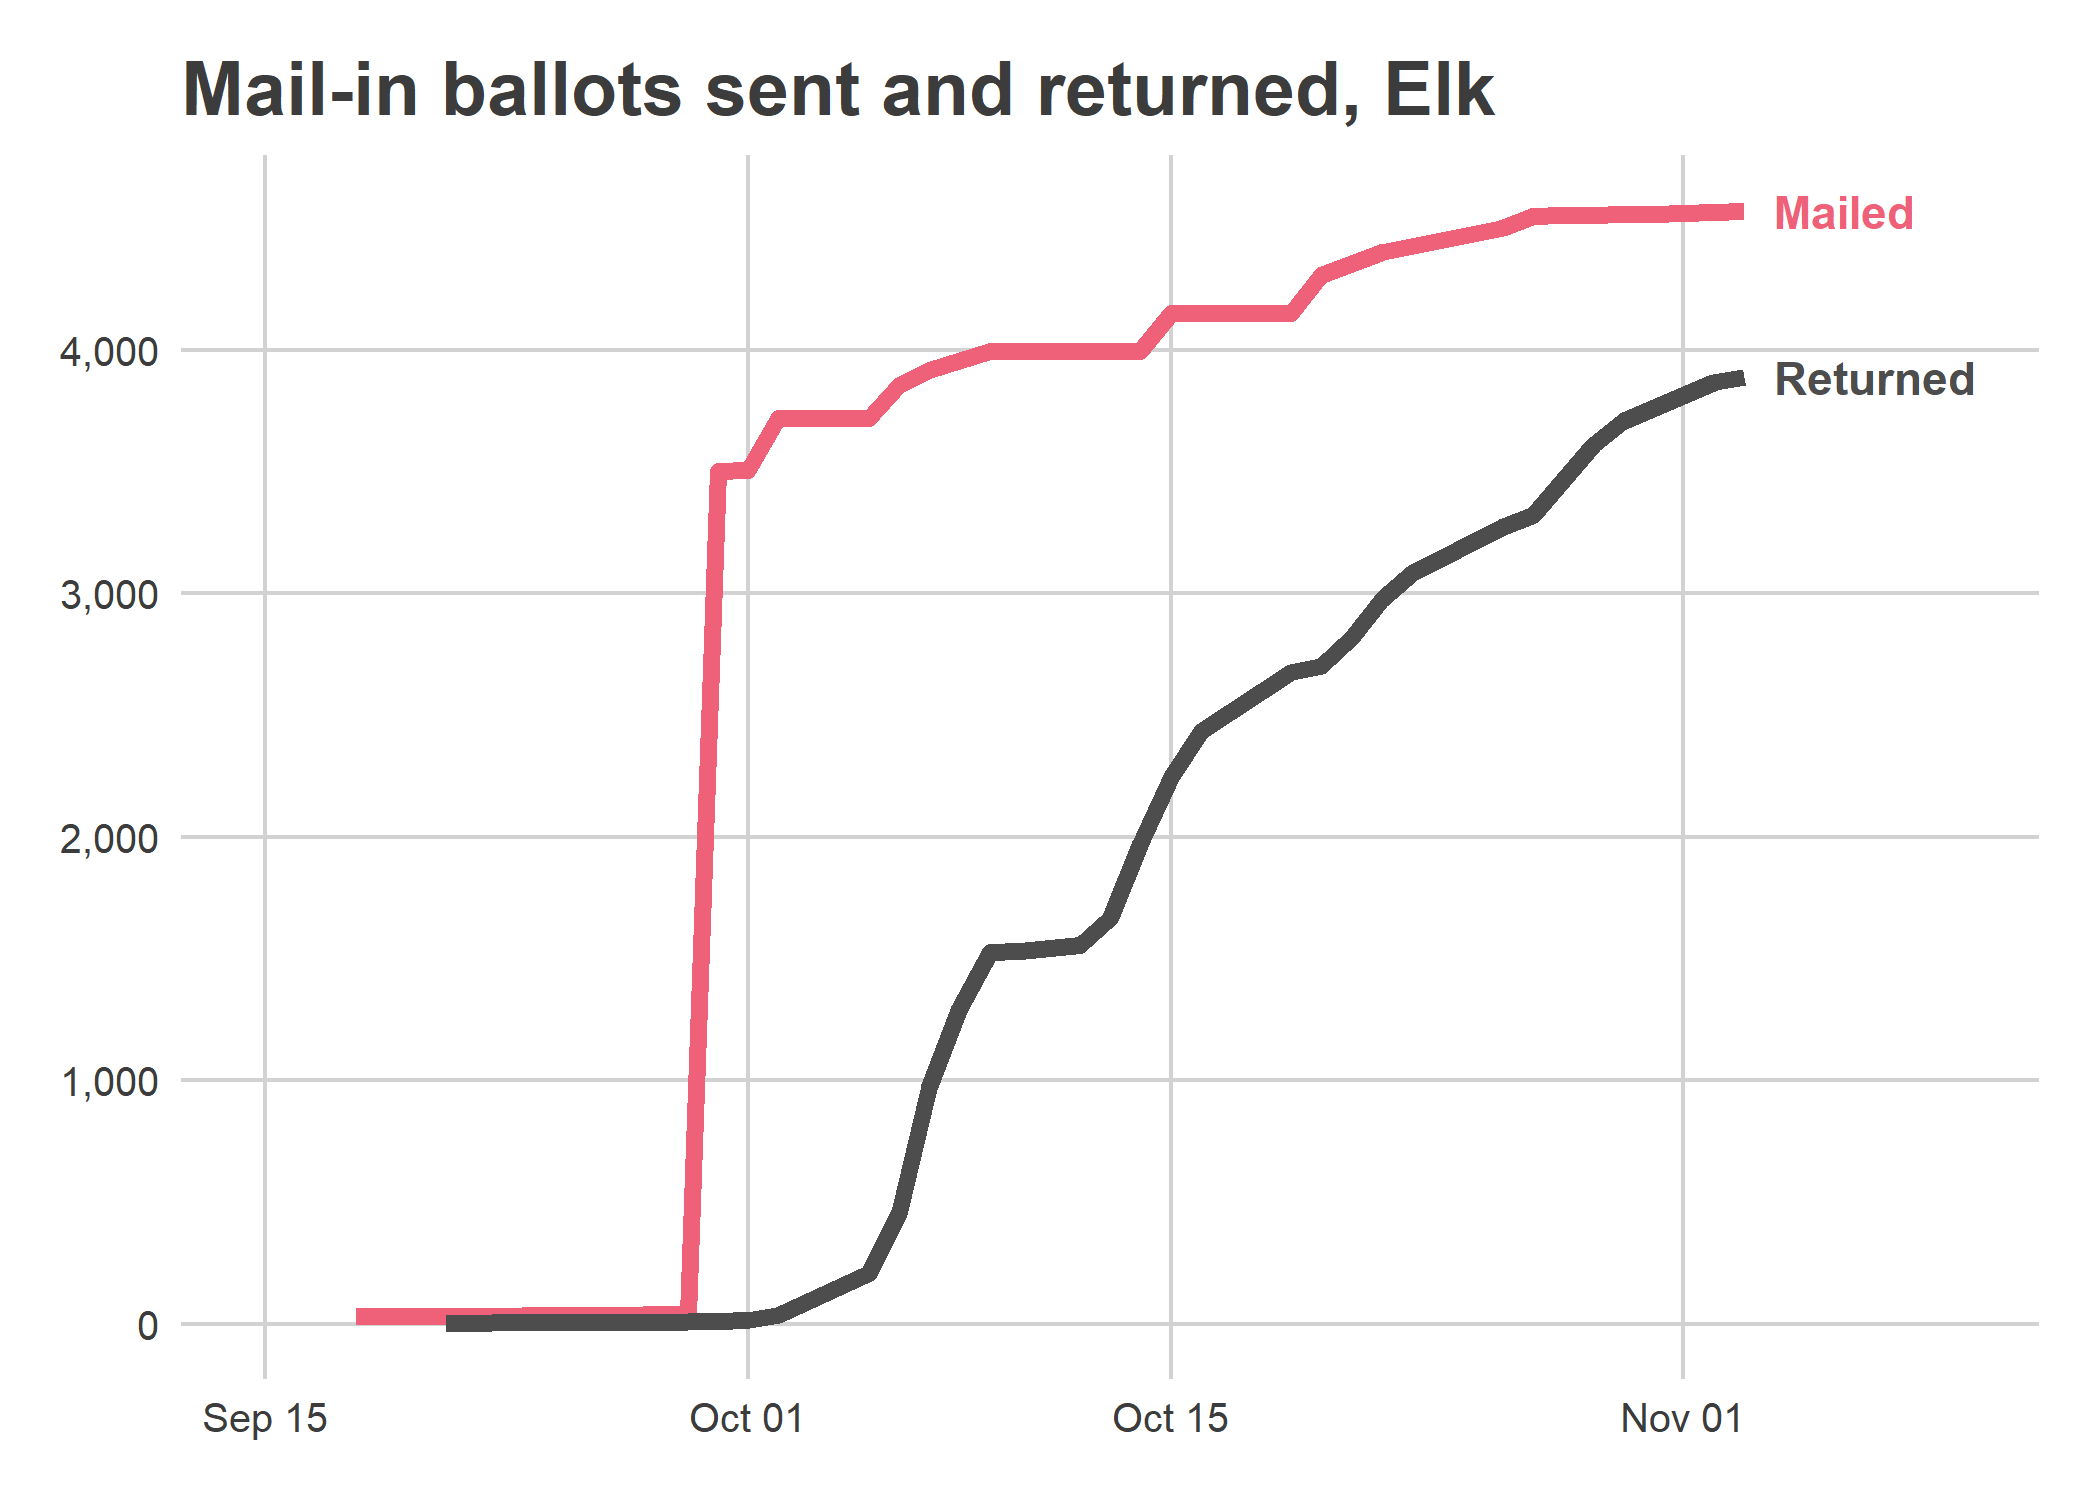 Mail-in ballots sent and returned, Elk
Mailed
4,000
Returned
3,000
2,000
1,000
0
Sep 15
Oct 01
Oct 15
Nov 01